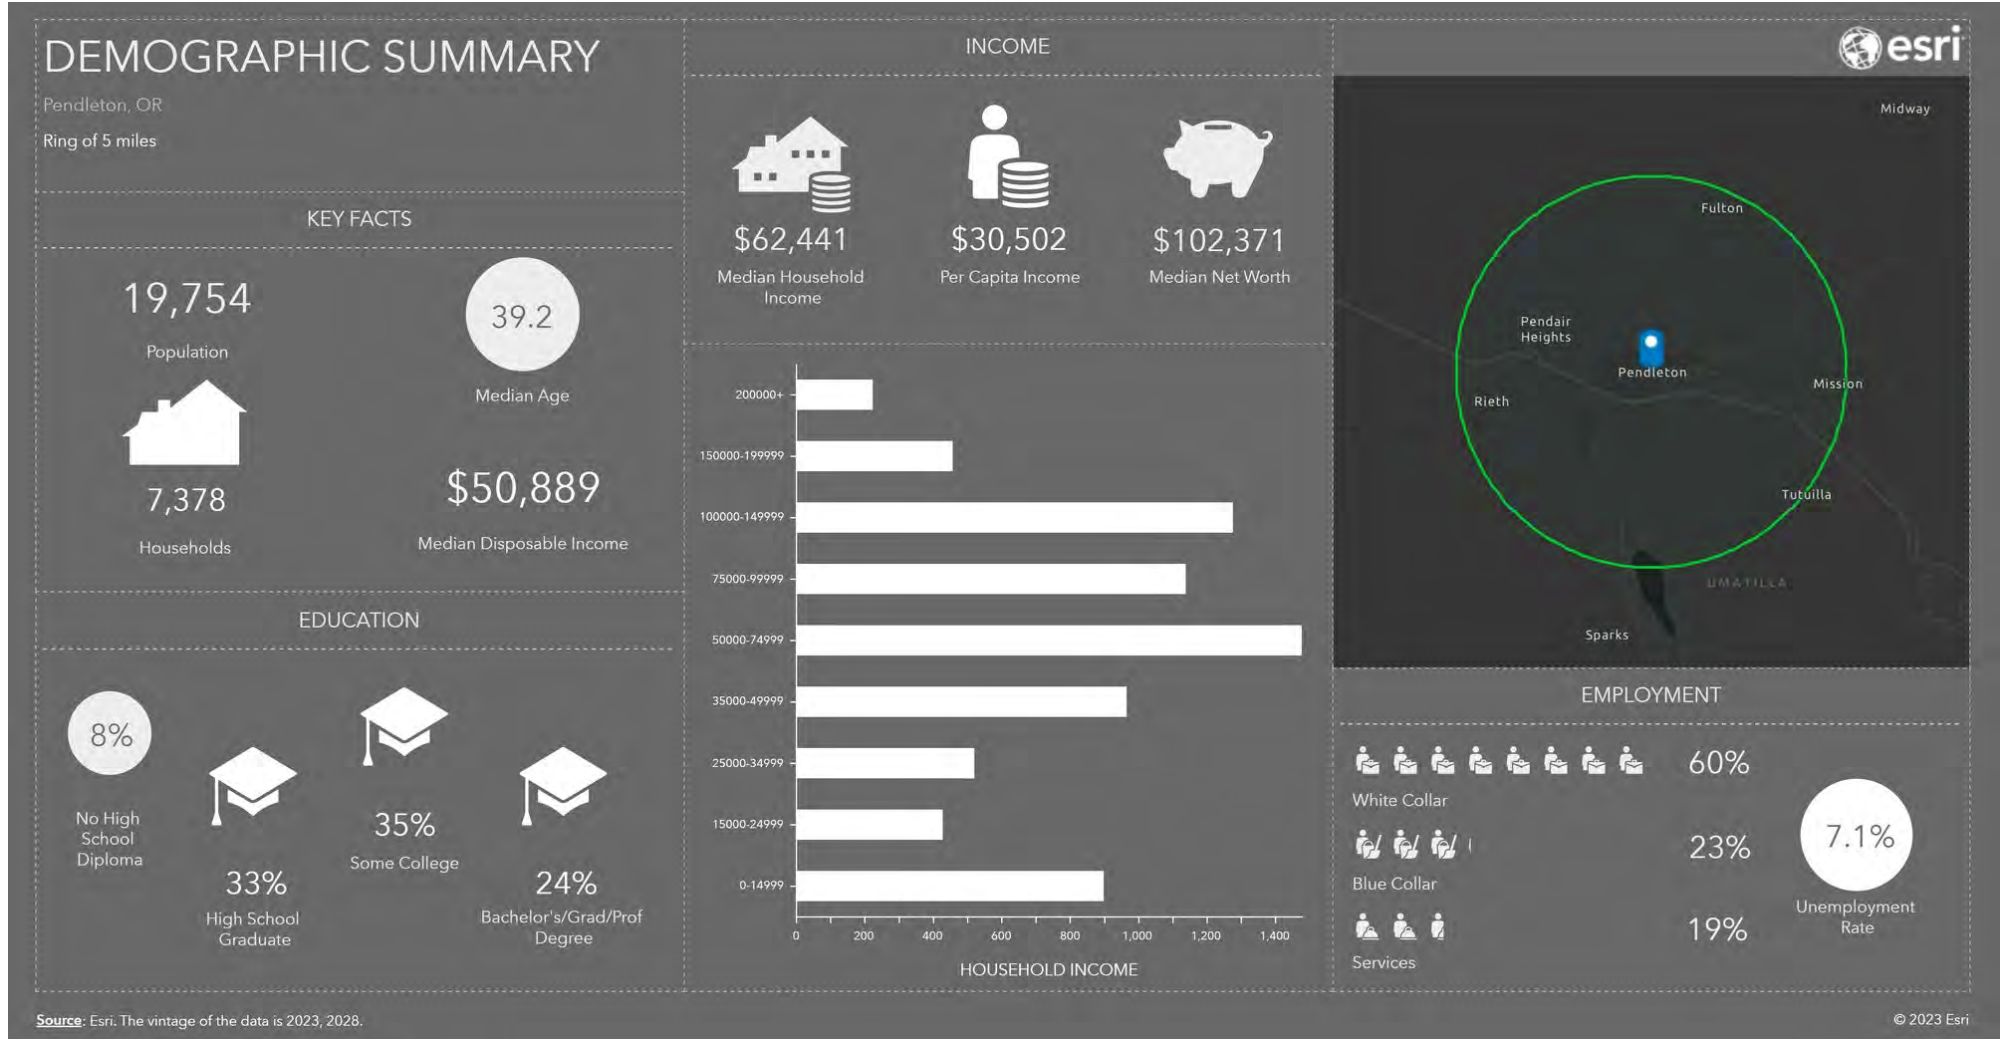 DEMOGRAPHIC SUMMARY
Pendleton, OR
Ring of 5 miles
KEY FACTS
19,754
Population
39.2
Median Age
7,378
Households
$50,889
Median Disposable Income
EDUCATION
8%
No High
School
Diploma
33%
High School
Graduate
35%
Some College
24%
Bachelor's/Grad/Prof
Degree
INCOME
$62,441
Median Household
Income
$30,502
Per Capita Income
$102,371
Median Net Worth
200000+
150000-199999
100000-149999
75000-99999
50000-74999
35000-49999
25000-34999
15000-24999
0-14999
0 200 400 600 800 1,000 1,200 1,400
HOUSEHOLD INCOME
esri
Midway
Fulton
Pendair
Heights
Pendleton
Mission
Rieth
Tutuilla
UMATILLA
Sparks
EMPLOYMENT
60%
White Collar
23%
Blue Collar
19%
Services
7.1%
Unemployment
Rate
Source: Esri. The vintage of the data is 2023, 2028.
© 2023 Esri